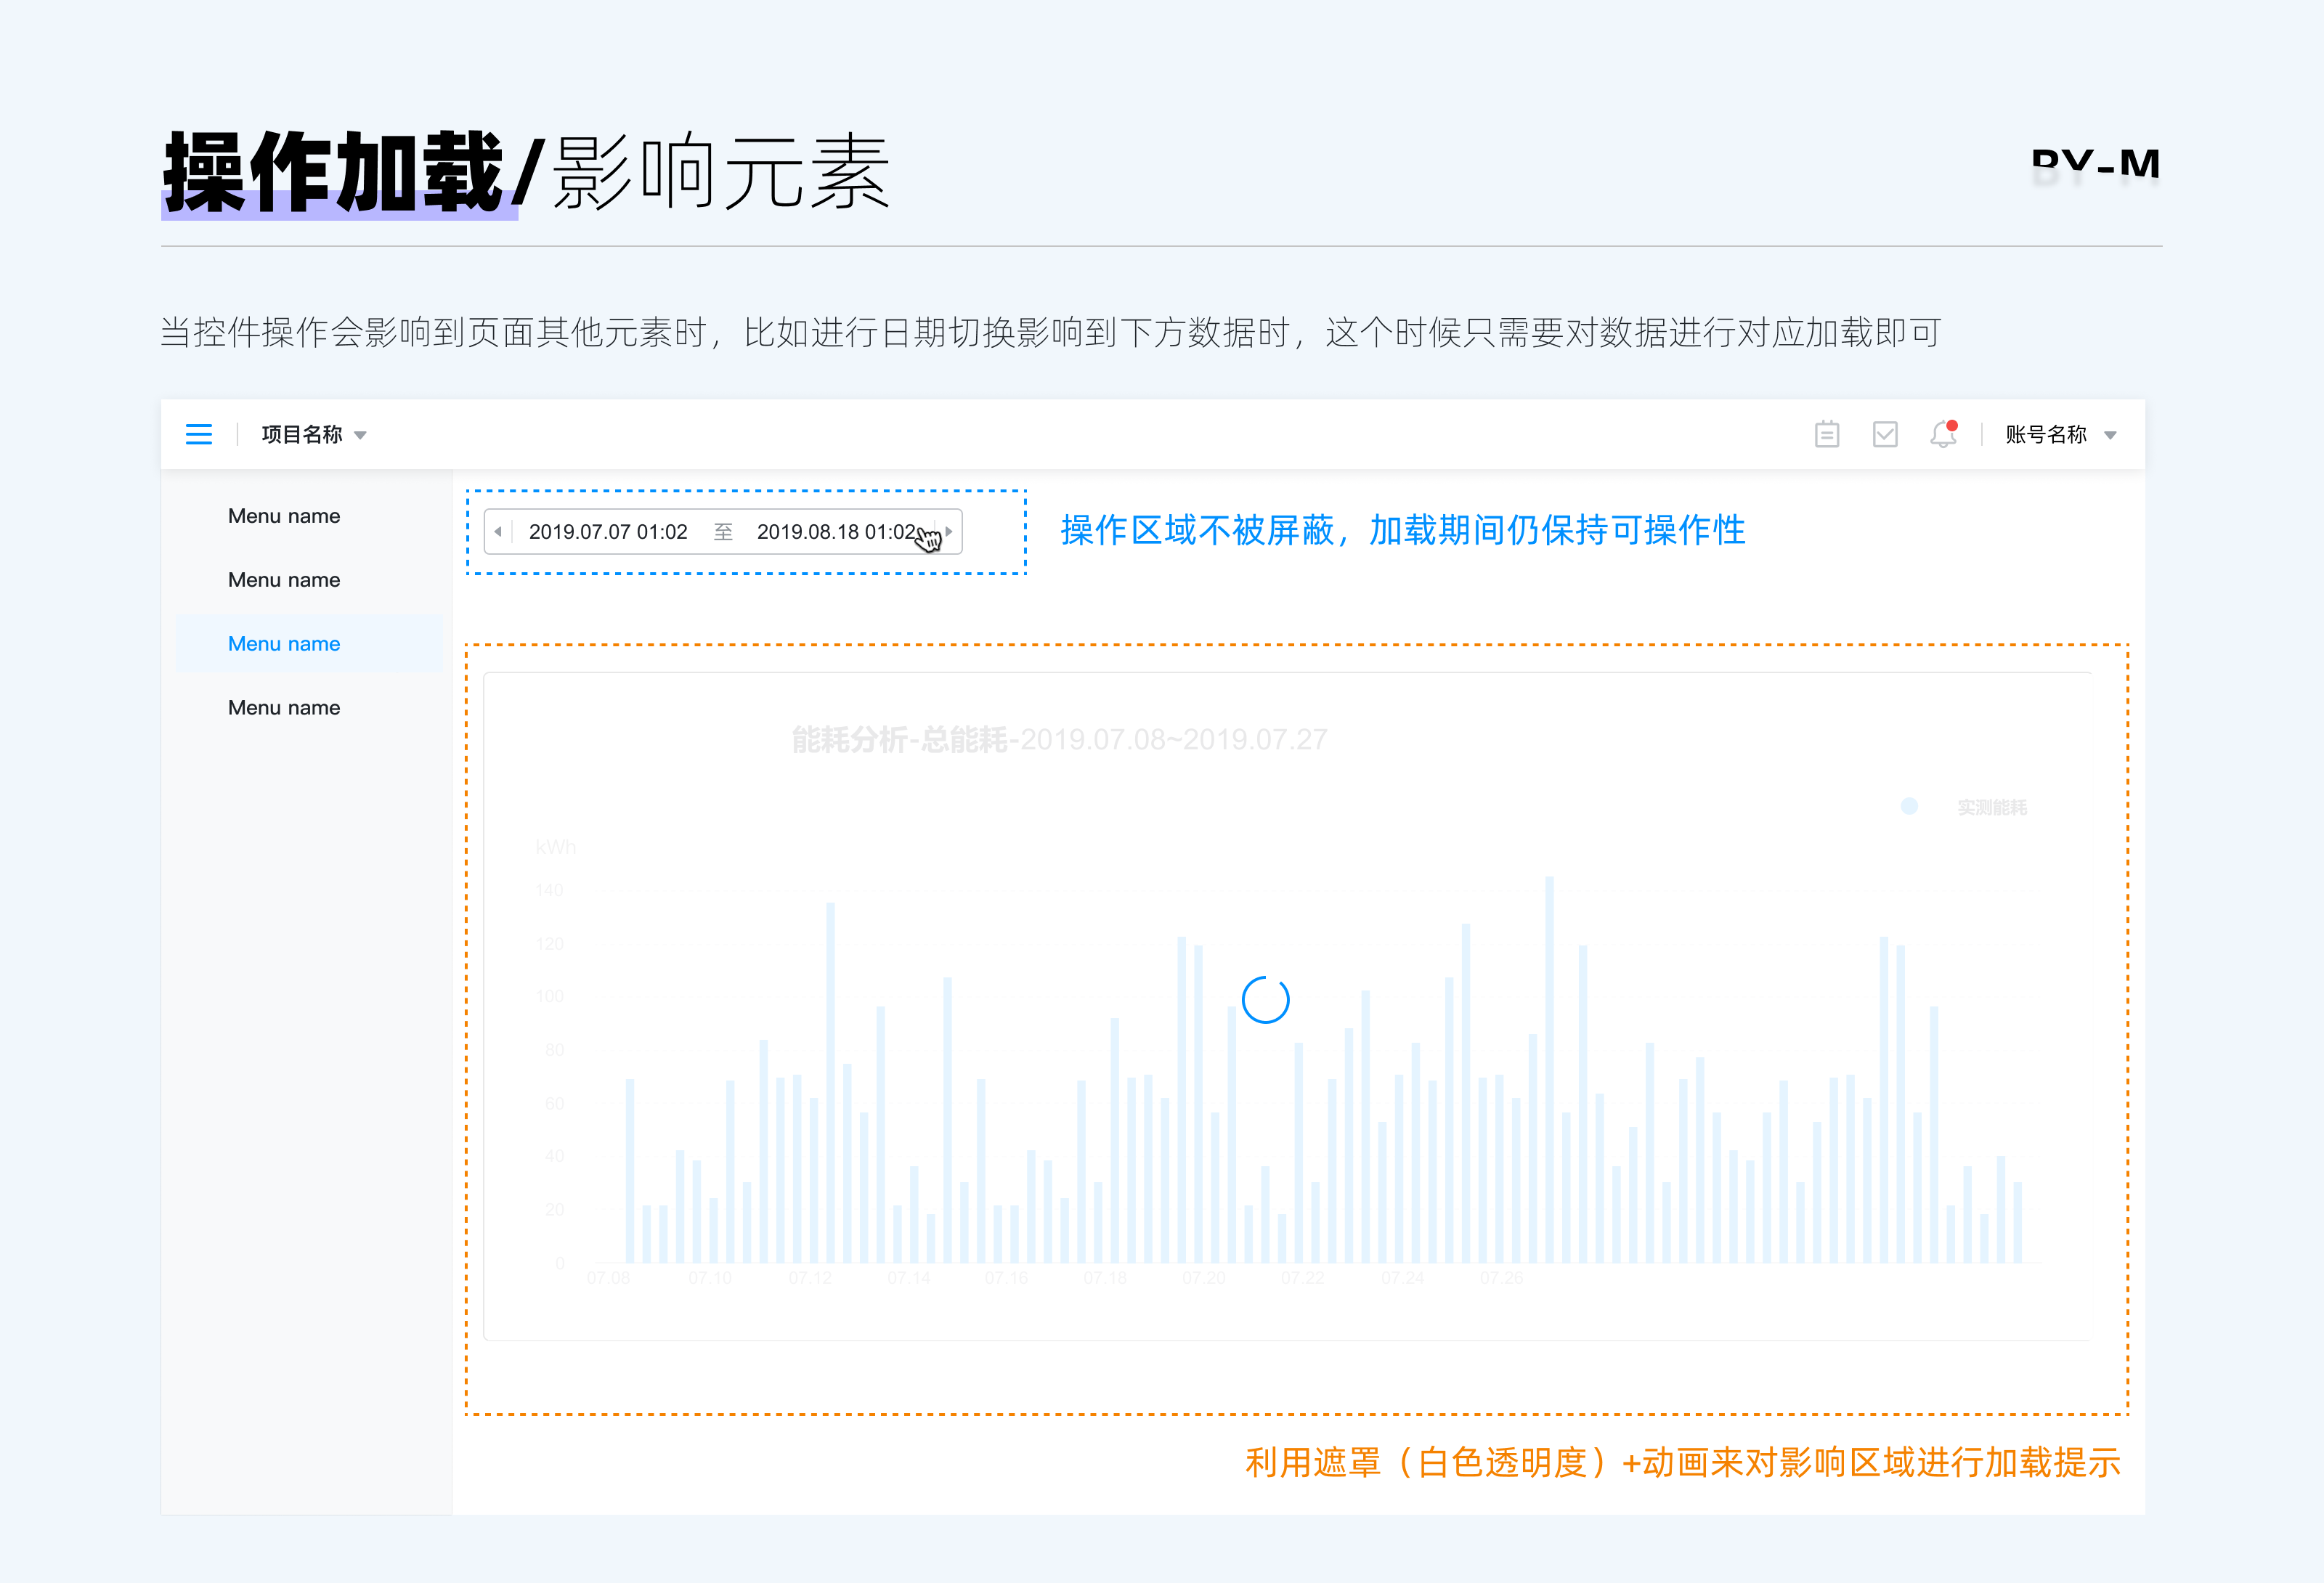 操作加载/影响元素
BY-M
当控件操作会影响到页面其他元素时，比如进行日期切换影响到下方数据时，这个时候只需要对数据进行对应加载即可
项目名称
账号名称
Menu name
Menu name
Menu name
Menu name
2019.07.07 01:02 至 2019.08.18 01:02
操作区域不被屏蔽，加载期间仍保持可操作性
能耗分析-总能耗-2019.07.08~2019.07.27
实测能耗
kWh
140
120
100
80
60
40
20
0
07.08 07.10 07.12 07.14 07.16 07.18 07.20 07.22 07.24 07.26
利用遮罩（白色透明度）+动画来对影响区域进行加载提示